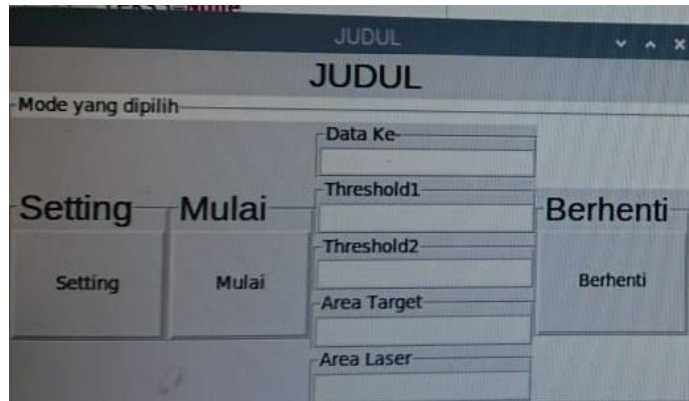 JUDUL
JUDUL
Mode yang dipilih
Data Ke-
Threshold1
Setting Mulai Berhenti
Threshold2
Setting Mulai Berhenti
Area Target
Area Laser